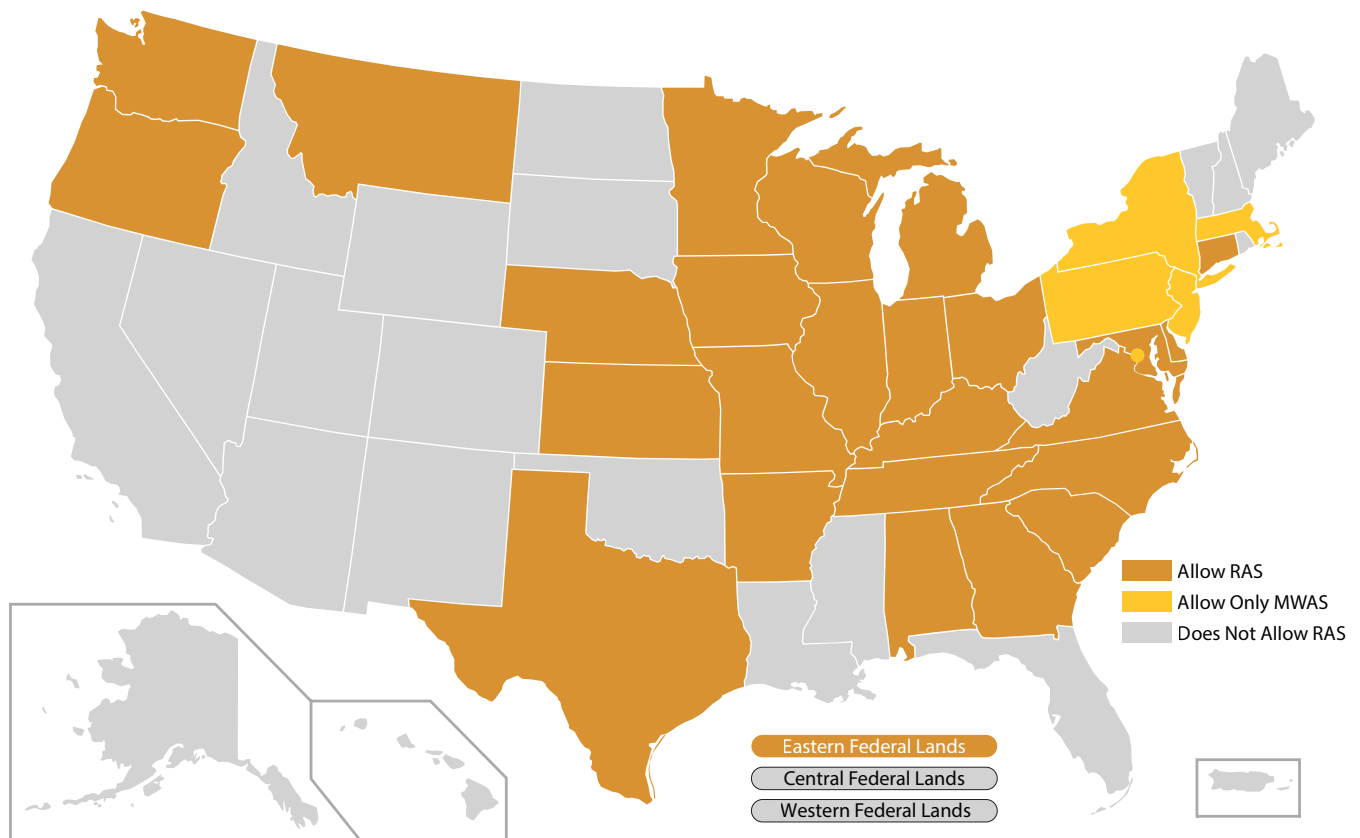 Allow RAS
Allow Only MWAS
Does Not Allow RAS
Eastern Federal Lands
Central Federal Lands
Western Federal Lands